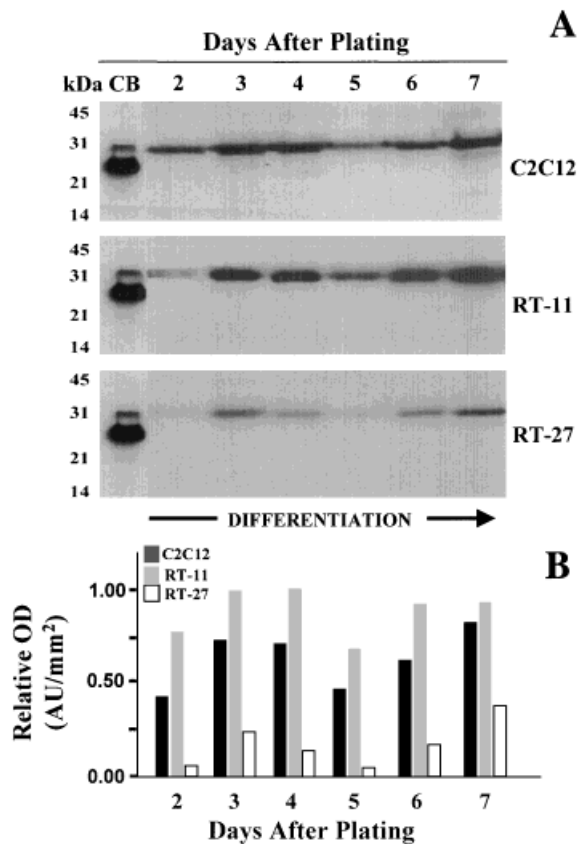 A
Days After Plating
kDa CB 2 3 4 5 6 7
45
31
21
14
C2C12
45
31
21
14
RT-11
45
31
21
14
RT-27
DIFFERENTIATION
B
C2C12
RT-11
RT-27
1.00
0.50
0.00
Relative OD
(AU/mm²)
2 3 4 5 6 7
Days After Plating